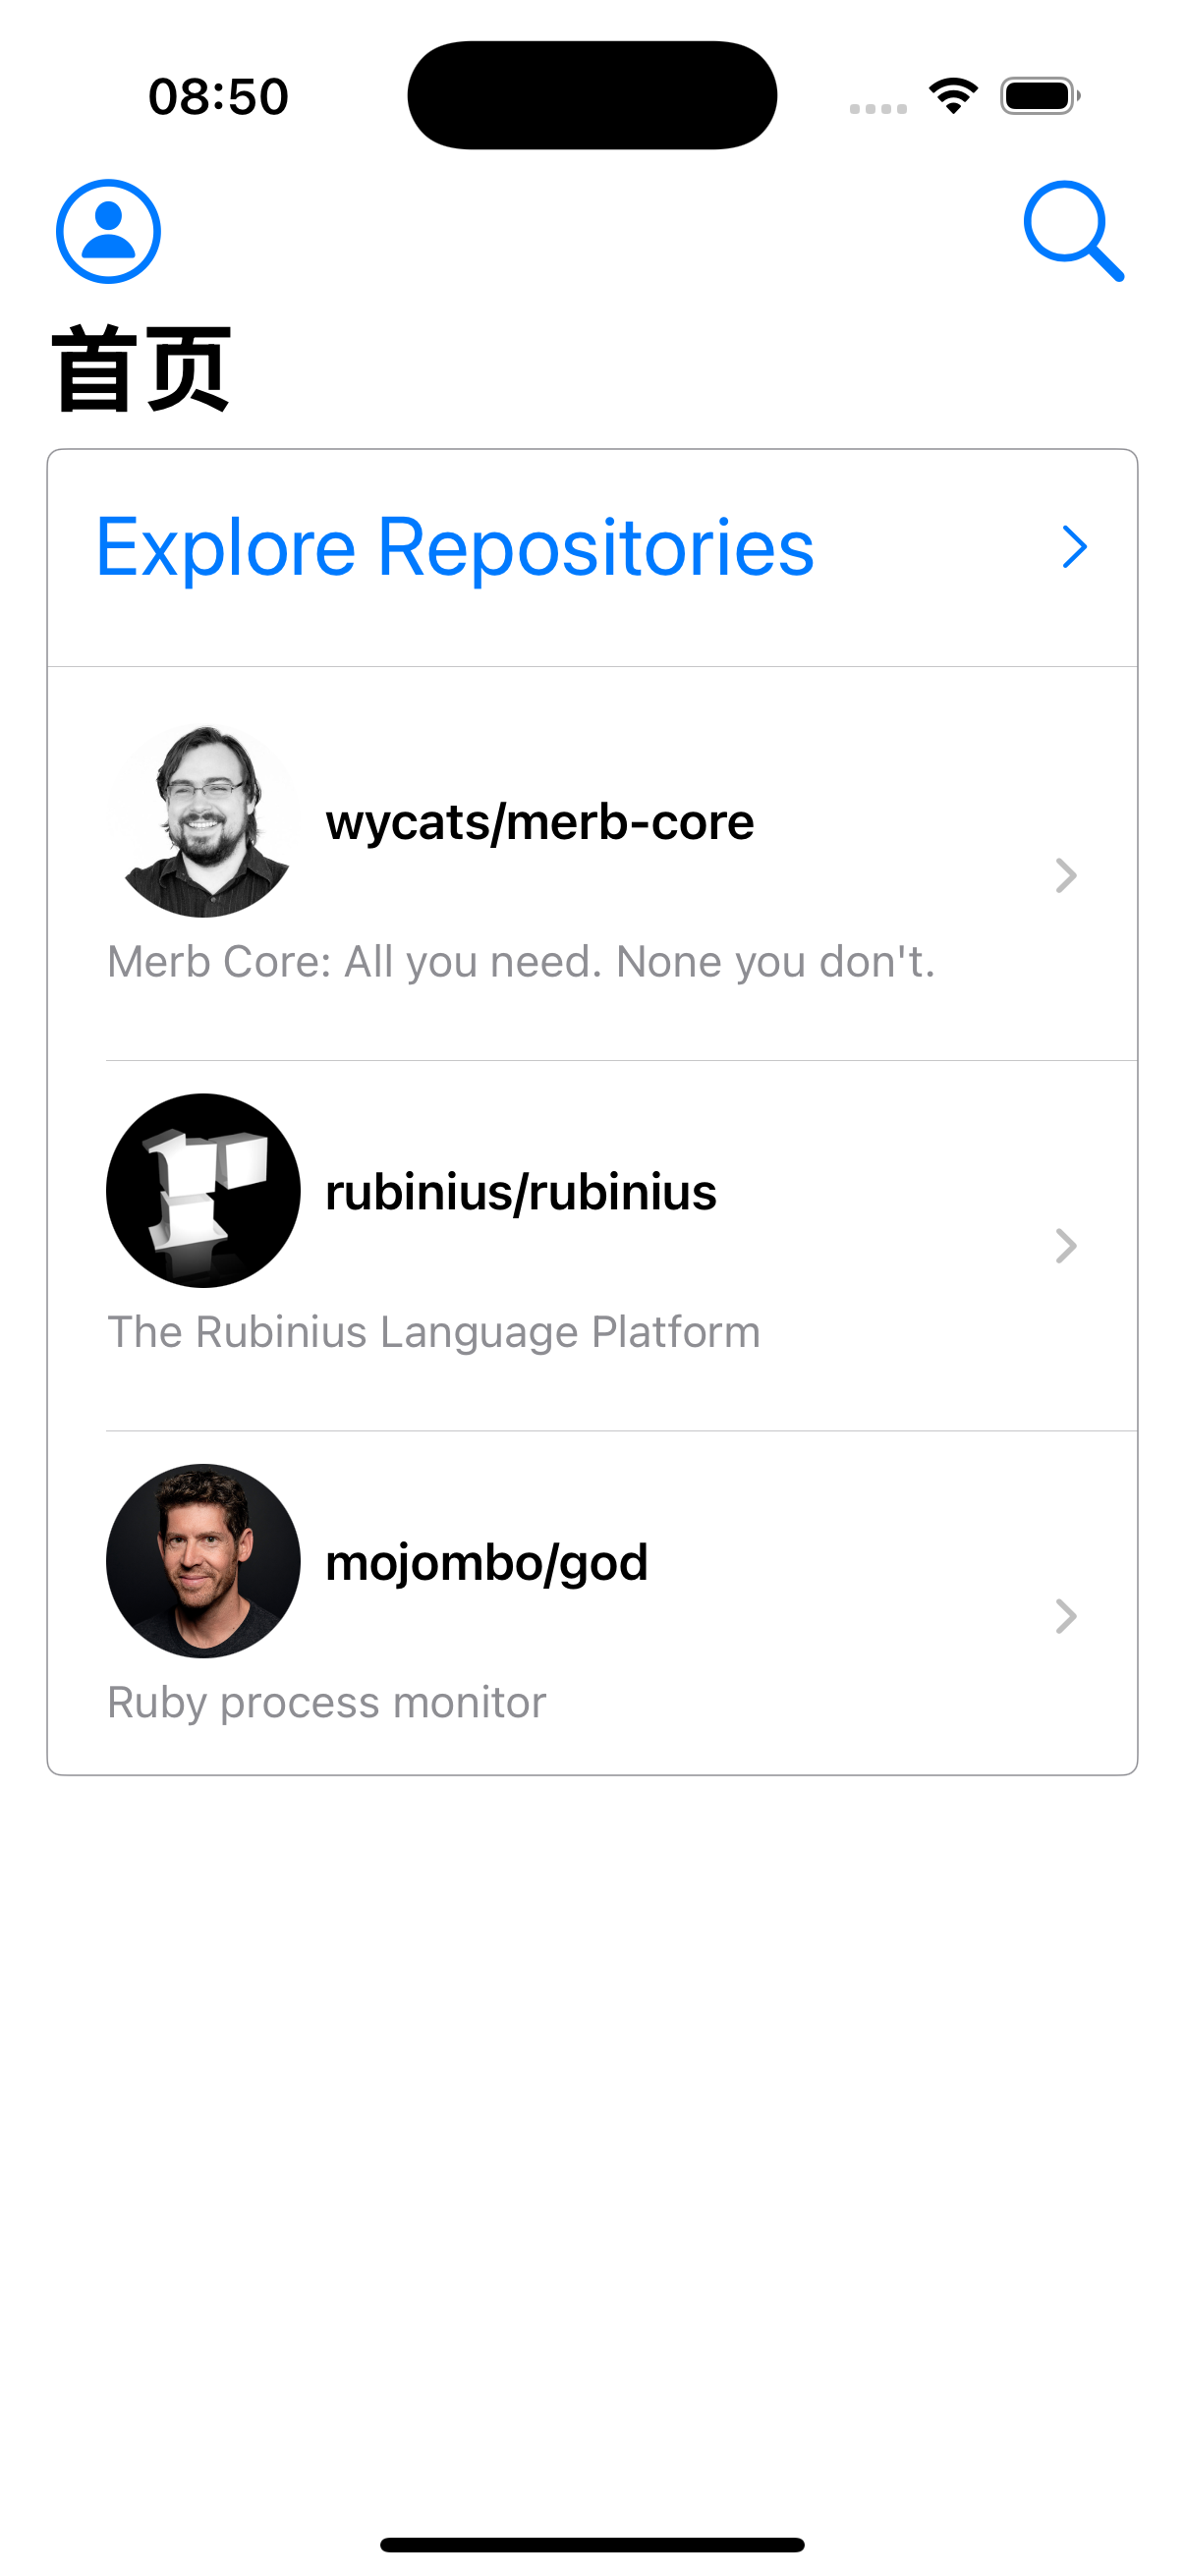 08:50
首页
Explore Repositories
wycats/merb-core
Merb Core: All you need. None you don't.
rubinius/rubinius
The Rubinius Language Platform
mojombo/god
Ruby process monitor